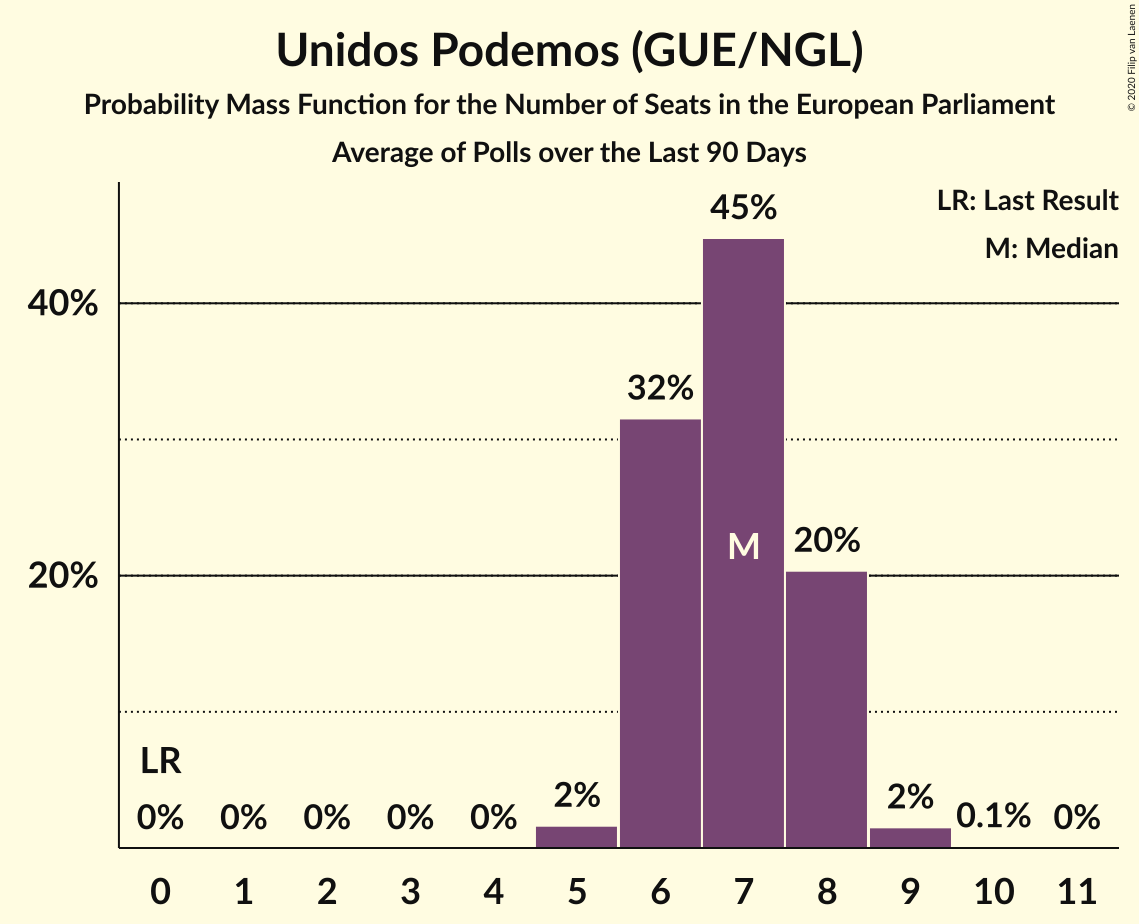 Unidos Podemos (GUE/NGL)
Probability Mass Function for the Number of Seats in the European Parliament
Average of Polls over the Last 90 Days
© 2020 Filip van Laenen
LR: Last Result
M: Median
45%
40%
32%
M
20%
20%
LR
0%
0%
0%
0%
0%
2%
2%
0.1%
0%
0 1 2 3 4 5 6 7 8 9 10 11